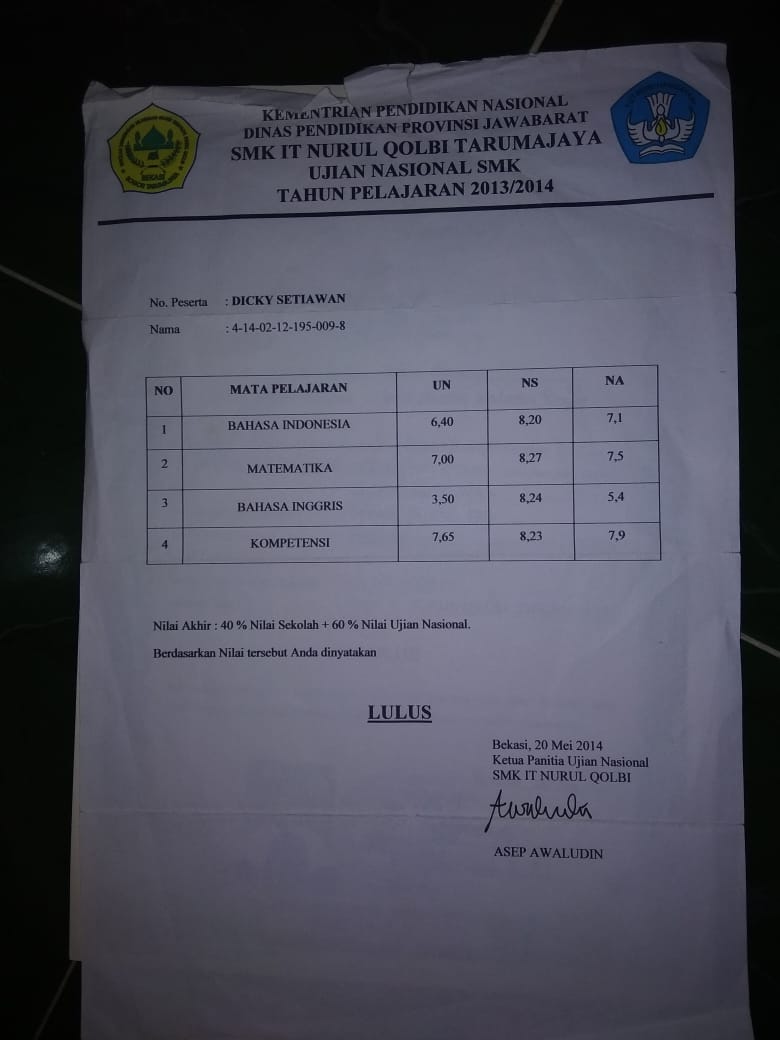 KEMENTRIAN PENDIDIKAN NASIONAL
DINAS PENDIDIKAN PROVINSI JAWABARAT
SMK IT NURUL QOLBI TARUMAJAYA
UJIAN NASIONAL SMK
TAHUN PELAJARAN 2013/2014
BEKASI
No. Peserta : DICKY SETIAWAN
Nama : 4-14-02-12-195-009-8
NO MATA PELAJARAN UN NS NA
1 BAHASA INDONESIA 6,40 8,20 7,1
2 MATEMATIKA 7,00 8,27 7,5
3 BAHASA INGGRIS 3,50 8,24 5,4
4 KOMPETENSI 7,65 8,23 7,9
Nilai Akhir : 40 % Nilai Sekolah + 60 % Nilai Ujian Nasional.
Berdasarkan Nilai tersebut Anda dinyatakan
LULUS
Bekasi, 20 Mei 2014
Ketua Panitia Ujian Nasional
SMK IT NURUL QOLBI
ASEP AWALUDIN